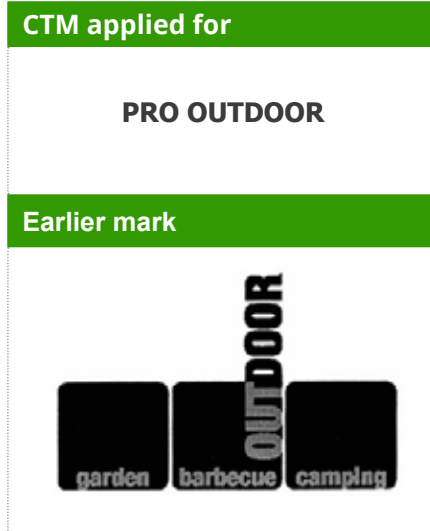 CTM applied for
PRO OUTDOOR
Earlier mark
OUTDOOR
garden barbecue camping